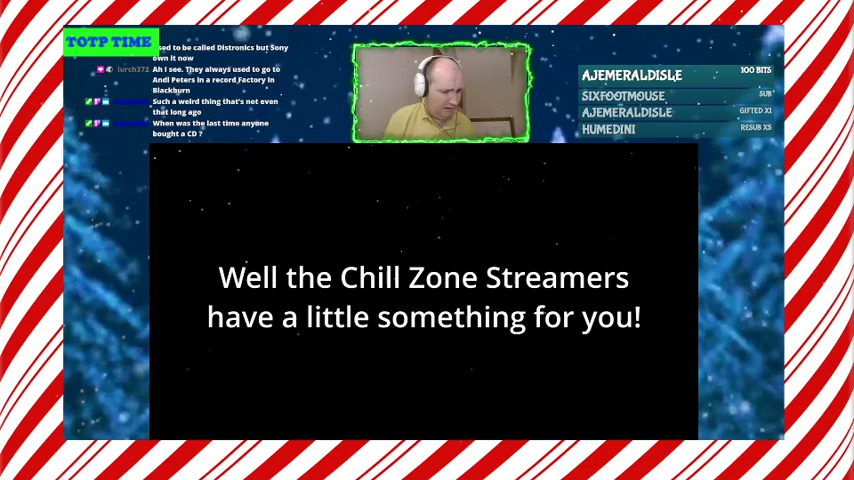 TOTP TIME
sed to be called Distronics but Sony
own it now
lurch372 Ah I see. They always used to go to
And Peters in a record Factory in
Blackburn
Such a weird thing that's not even
that long ago
When was the last time anyone
bought a CD ?
AJEMERALDISLE 100 BITS
SIXFOOTMOUSE SUB
AJEMERALDISLE GIFTED X1
HUMEDINI RESUB X5
Well the Chill Zone Streamers
have a little something for you!